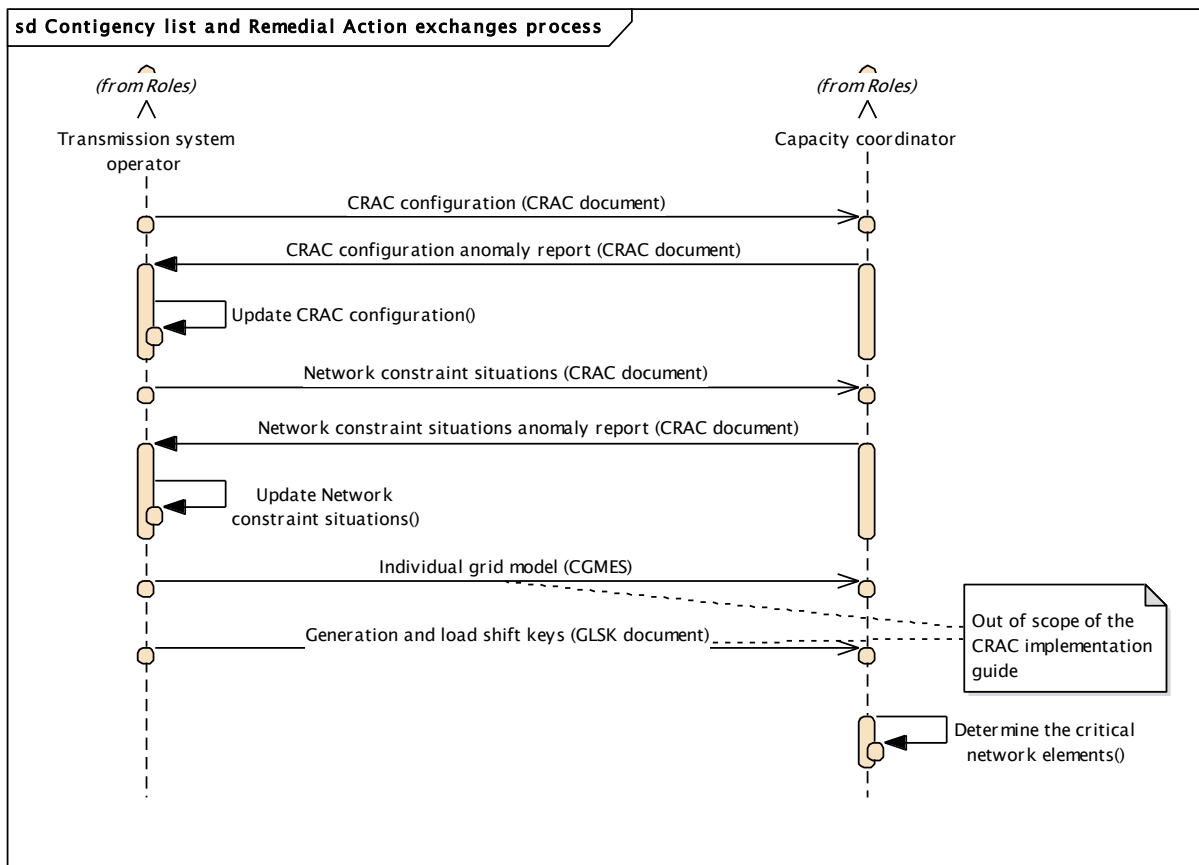 sd Contigency list and Remedial Action exchanges process
(from Roles)
(from Roles)
Transmission system
operator
Capacity coordinator
CRAC configuration (CRAC document)
CRAC configuration anomaly report (CRAC document)
Update CRAC configuration()
Network constraint situations (CRAC document)
Network constraint situations anomaly report (CRAC document)
Update Network
constraint situations()
Individual grid model (CGMES)
Out of scope of the
CRAC implementation
guide
Generation and load shift keys (GLSK document)
Determine the critical
network elements()